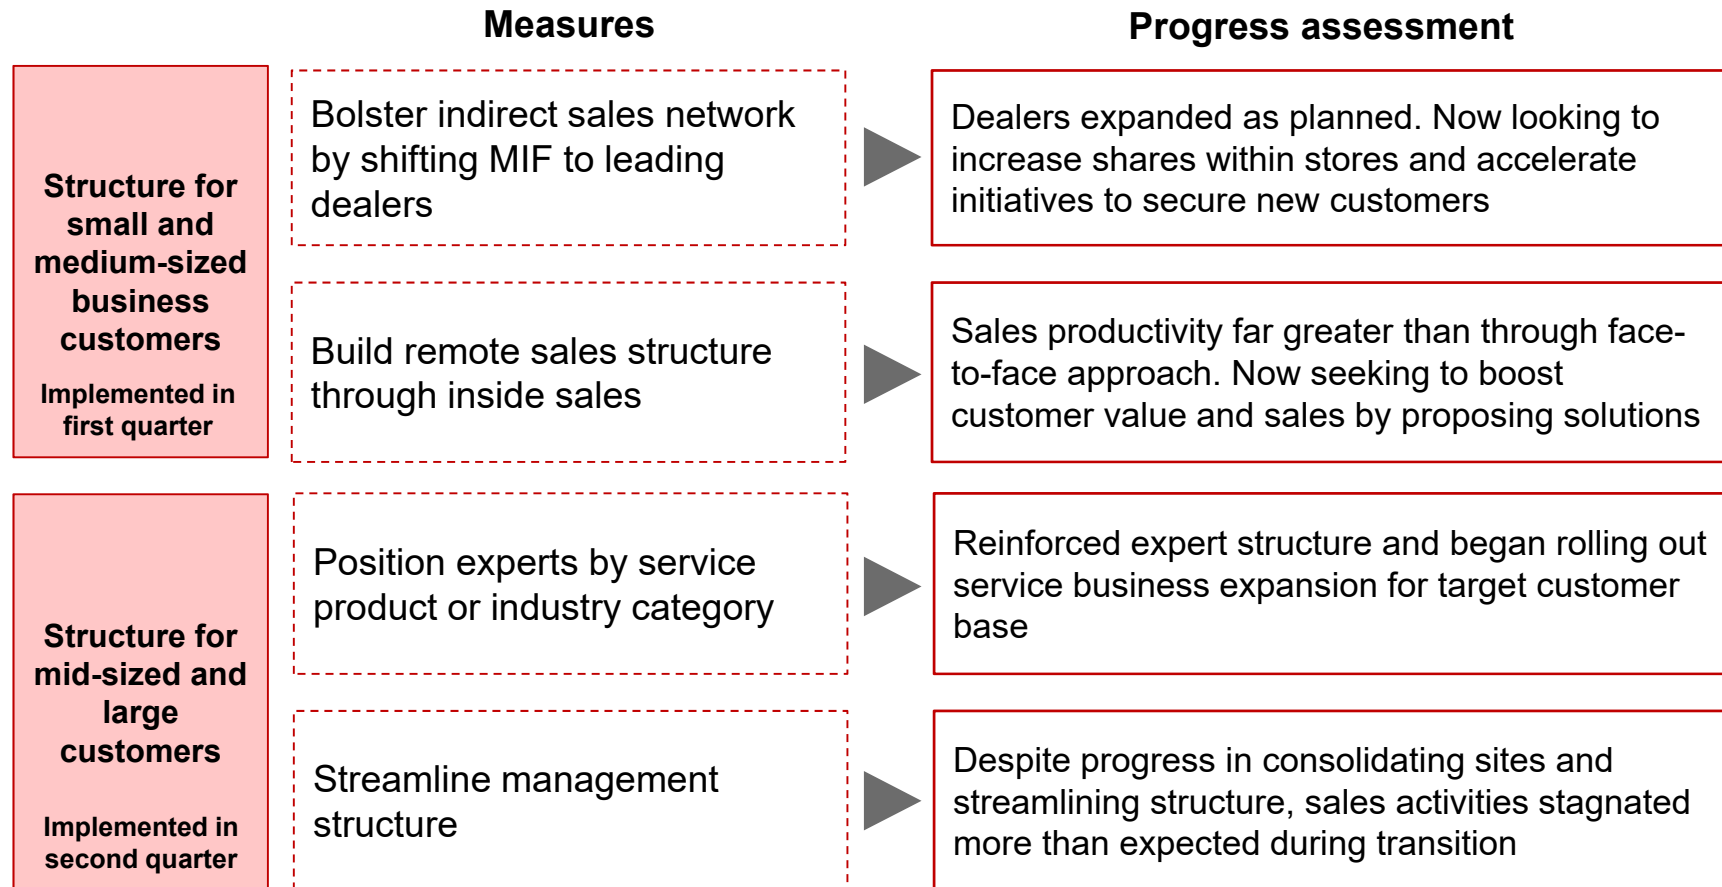 Measures
Progress assessment
Structure for
small and
medium-sized
business
customers
Implemented in
first quarter
Bolster indirect sales network
by shifting MIF to leading
dealers
Dealers expanded as planned. Now looking to
increase shares within stores and accelerate
initiatives to secure new customers
Build remote sales structure
through inside sales
Sales productivity far greater than through face-
to-face approach. Now seeking to boost
customer value and sales by proposing solutions
Structure for
mid-sized and
large
customers
Implemented in
second quarter
Position experts by service
product or industry category
Reinforced expert structure and began rolling out
service business expansion for target customer
base
Streamline management
structure
Despite progress in consolidating sites and
streamlining structure, sales activities stagnated
more than expected during transition